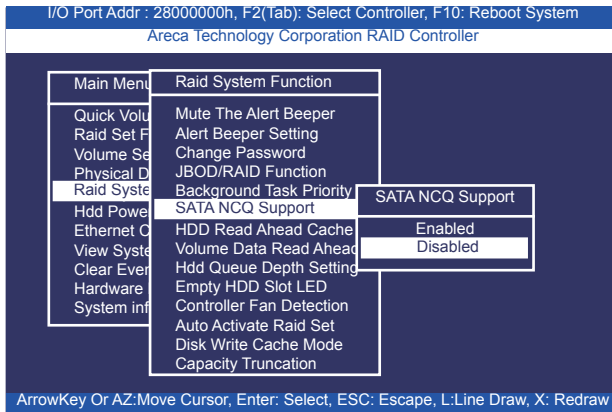 I/O Port Addr : 28000000h, F2(Tab): Select Controller, F10: Reboot System
Areca Technology Corporation RAID Controller
Main Menu
Quick Volu
Raid Set F
Volume Se
Physical D
Raid Syste
Hdd Powe
Ethernet C
View Syste
Clear Even
Hardware
System inf
Raid System Function
Mute The Alert Beeper
Alert Beeper Setting
Change Password
JBOD/RAID Function
Background Task Priority
SATA NCQ Support
HDD Read Ahead Cache
Volume Data Read Ahead
Hdd Queue Depth Setting
Empty HDD Slot LED
Controller Fan Detection
Auto Activate Raid Set
Disk Write Cache Mode
Capacity Truncation
SATA NCQ Support
Enabled
Disabled
ArrowKey Or AZ:Move Cursor, Enter: Select, ESC: Escape, L:Line Draw, X: Redraw